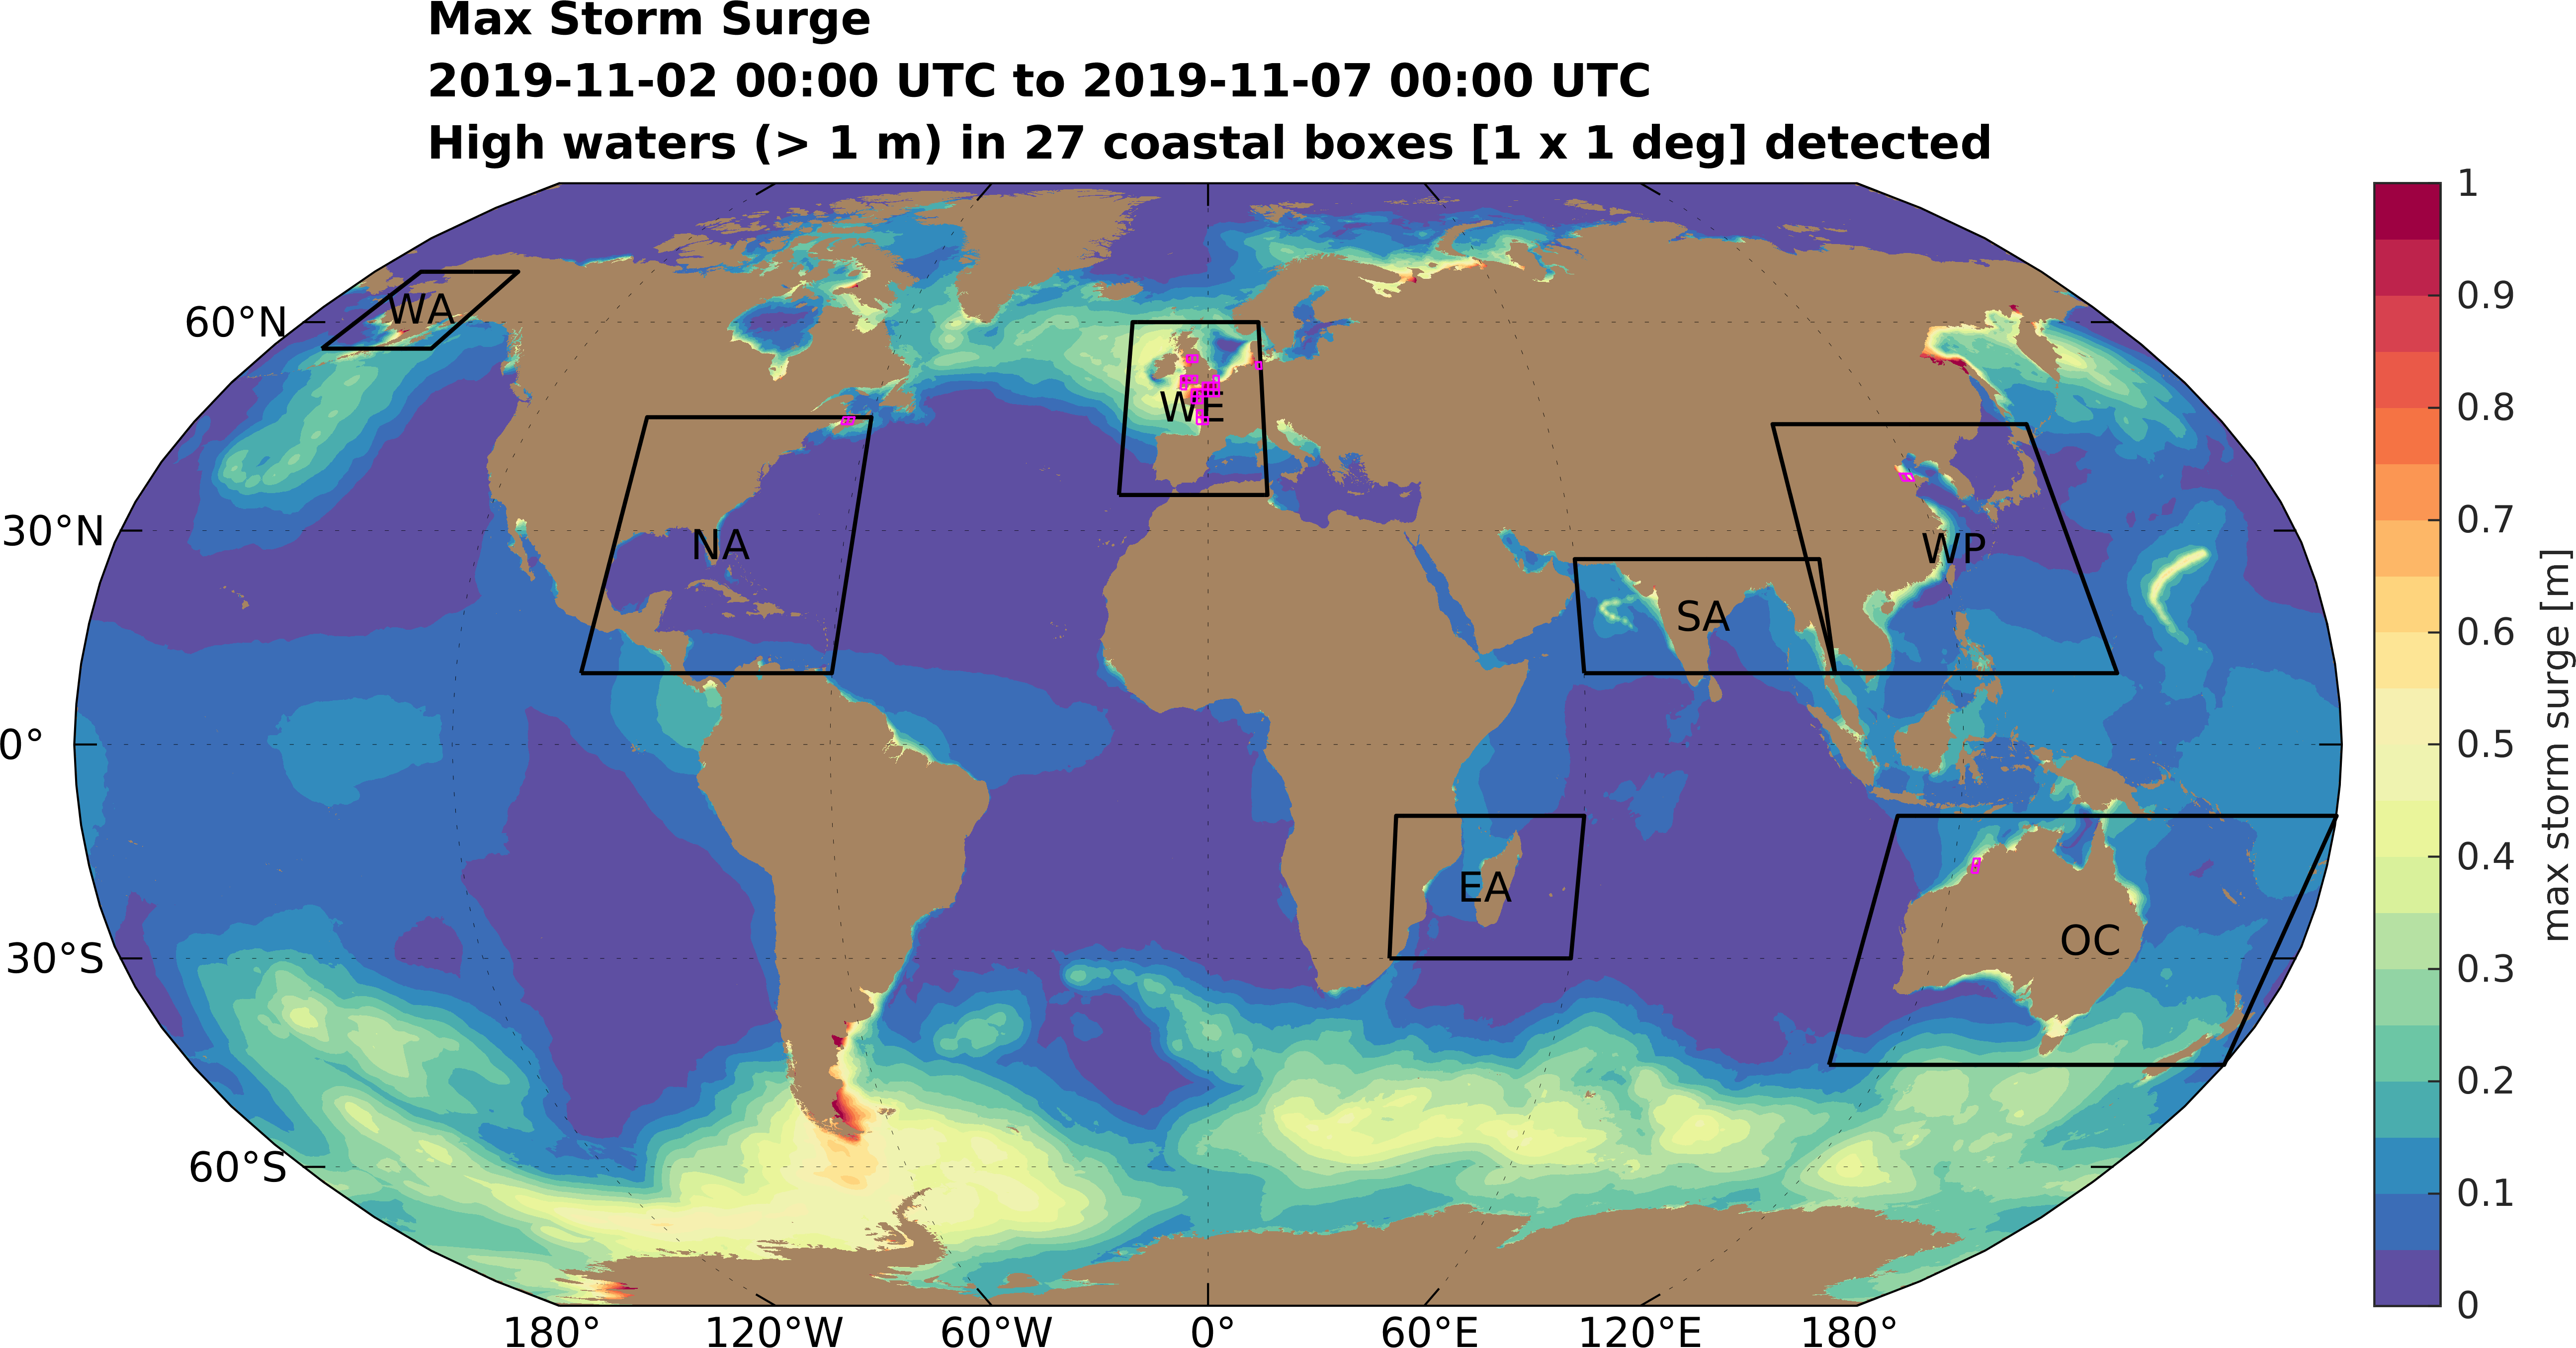 Max Storm Surge
2019-11-02 00:00 UTC to 2019-11-07 00:00 UTC
High waters (> 1 m) in 27 coastal boxes [1 x 1 deg] detected
60°N
30°N
0°
30°S
60°S
WA
NA
WE
SA
WP
EA
OC
180°
120°W
60°W
0°
60°E
120°E
180°
1
0.9
0.8
0.7
0.6
0.5
0.4
0.3
0.2
0.1
0
max storm surge [m]